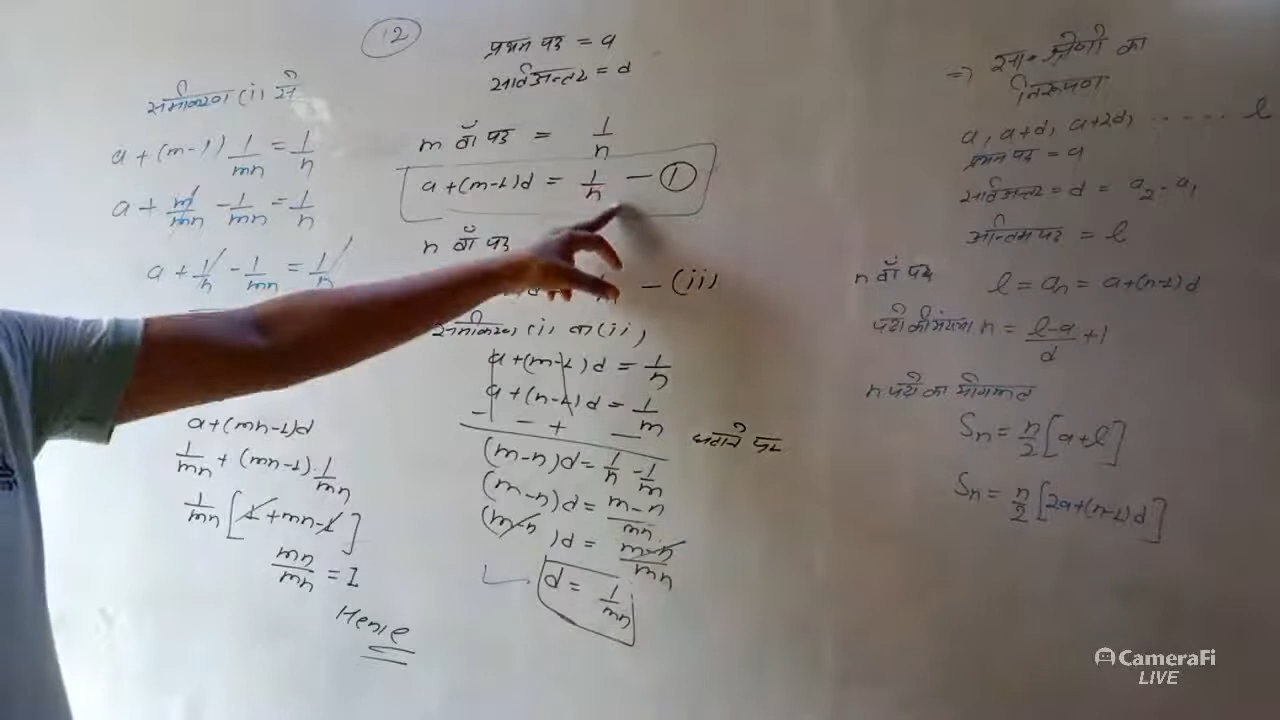 12
प्रथम पद = a
सार्वअन्तर = d
m वाँ पद = 1/n
a+(m-1)d = 1/n - ①
n वाँ पद
- (ii)
समीकरण (i) व (ii)
a+(m-1)d = 1/n
a+(n-1)d = 1/m
- - + -
घटाने पर
(m-n)d = 1/n - 1/m
(m-n)d = m-n/mn
(m-n)d = m-n/mn
d = 1/mn
समीकरण (i) से
a+(m-1) 1/mn = 1/n
a + m/mn - 1/mn = 1/n
a + 1/n - 1/mn = 1/n
a+(mn-1)d
1/mn + (mn-1).1/mn
1/mn [1+mn-1]
mn/mn = 1
Henie
⇒ स० श्रेणी का
निरूपण
a, a+d, a+2d, ...... l
प्रथम पद = a
सार्वअन्तर = d = a₂-a₁
अन्तिम पद = l
n वाँ पद l = an = a+(n-1)d
पदों की संख्या n = l-a/d +1
n पदों का योगफल
Sn = n/2 [a+l]
Sn = n/2 [2a+(n-1)d]
CameraFi
LIVE